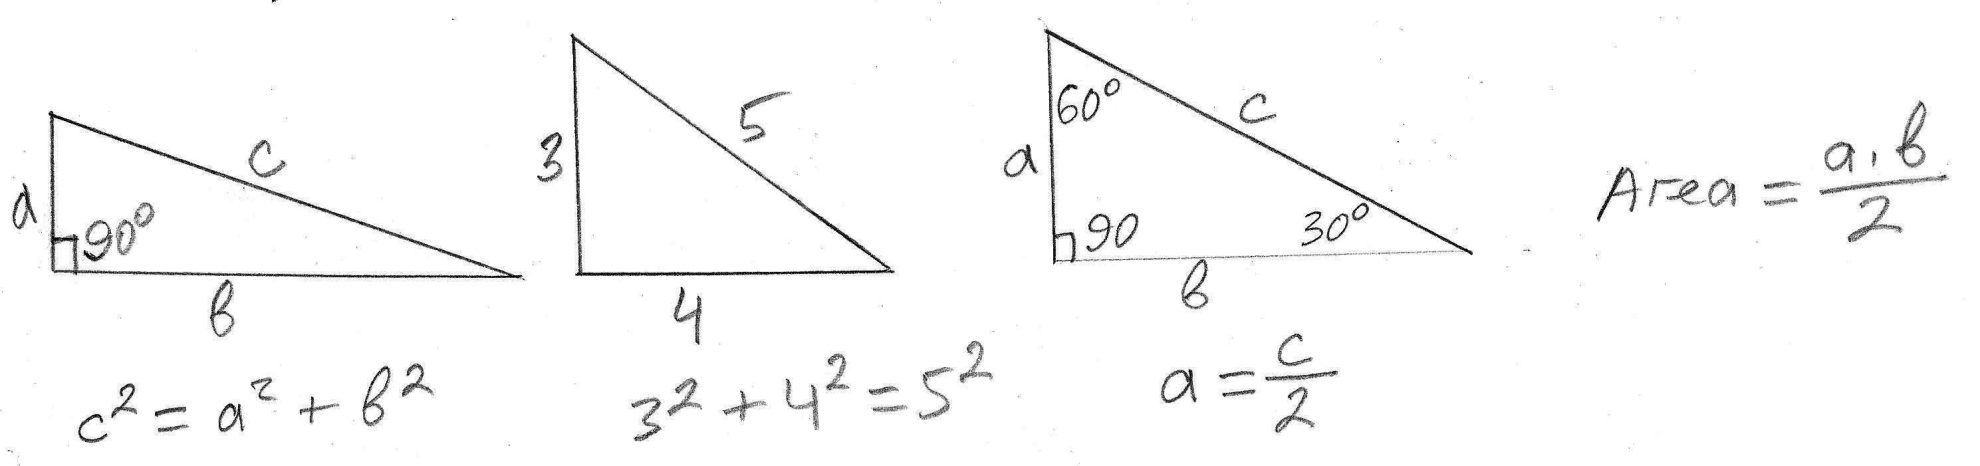 a
c
90°
b
c² = a² + b²
3
5
4
3² + 4² = 5²
60°
c
a
90
30°
b
a = c/2
Area = a · b / 2